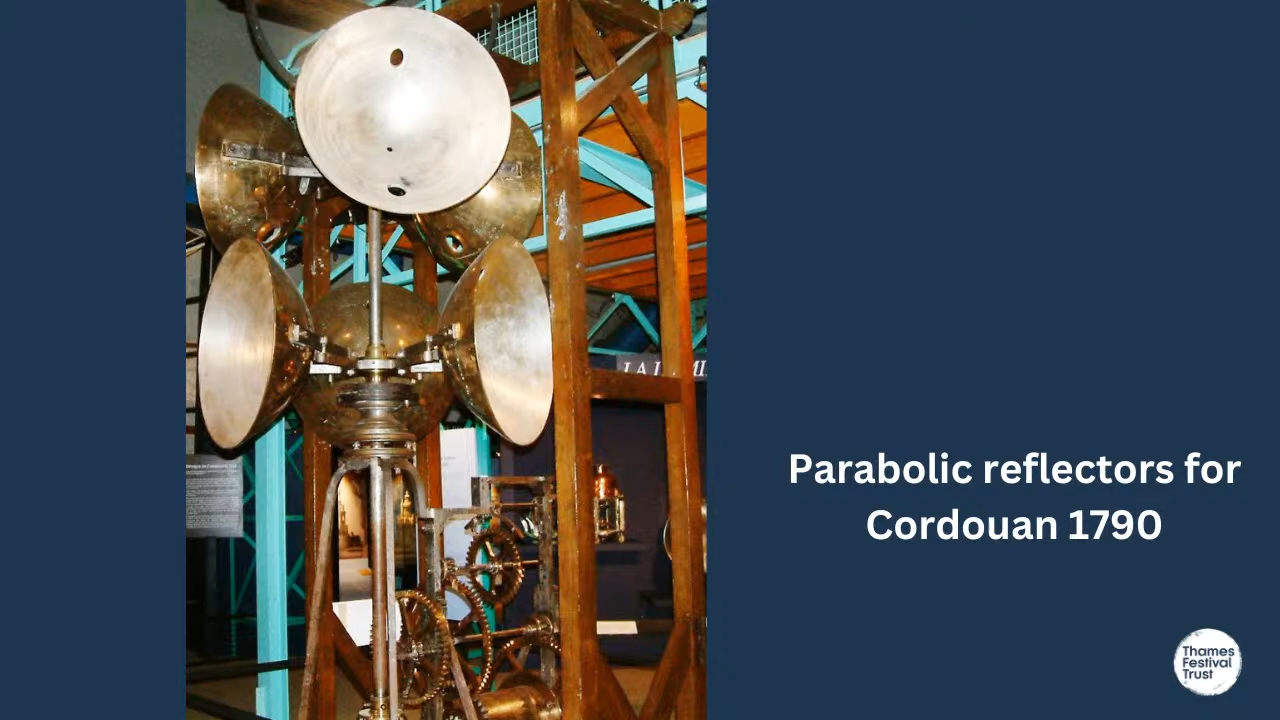 Parabolic reflectors for
Cordouan 1790
Thames
Festival
Trust